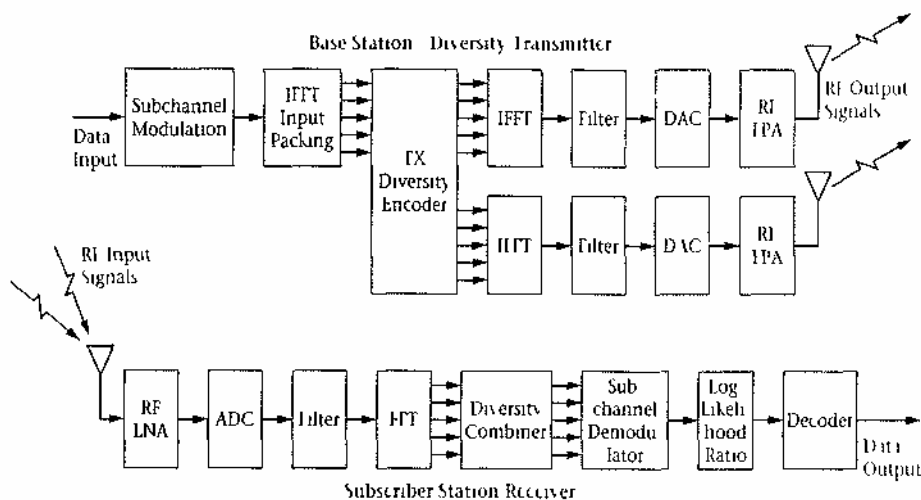 Base Station Diversity Transmitter
Data
Input
Subchannel
Modulation
IFFT
Input
Packing
TX
Diversity
Encoder
IFFT
Filter
DAC
RF
HPA
RF Output
Signals
IFFT
Filter
DAC
RF
HPA
RF Input
Signals
RF
LNA
ADC
Filter
FFT
Diversity
Combiner
Sub
channel
Demodu
lator
Log
Likeli
hood
Ratio
Decoder
Data
Output
Subscriber Station Receiver